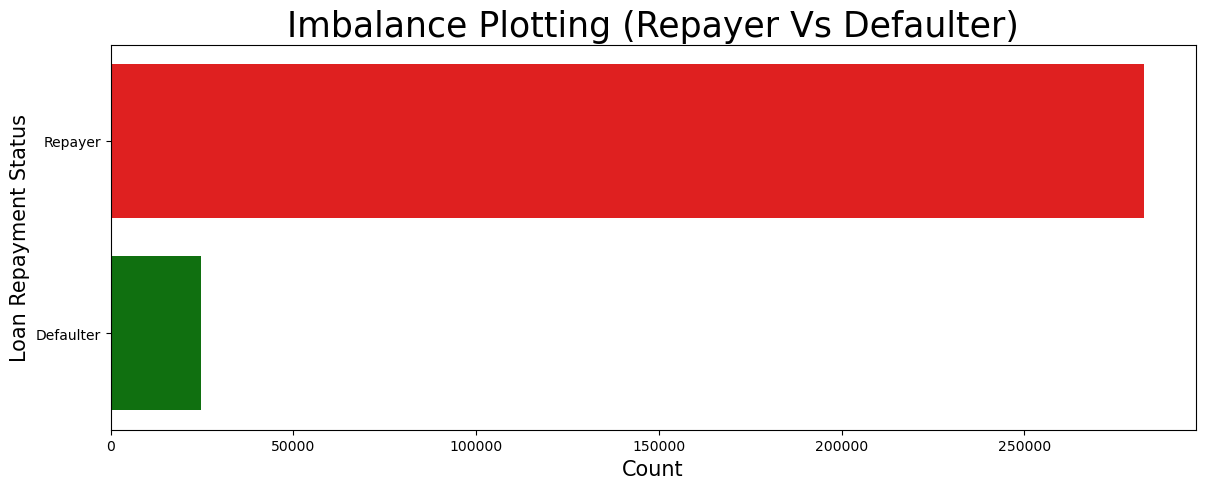 Imbalance Plotting (Repayer Vs Defaulter)
Loan Repayment Status
Repayer
Defaulter
0 50000 100000 150000 200000 250000
Count